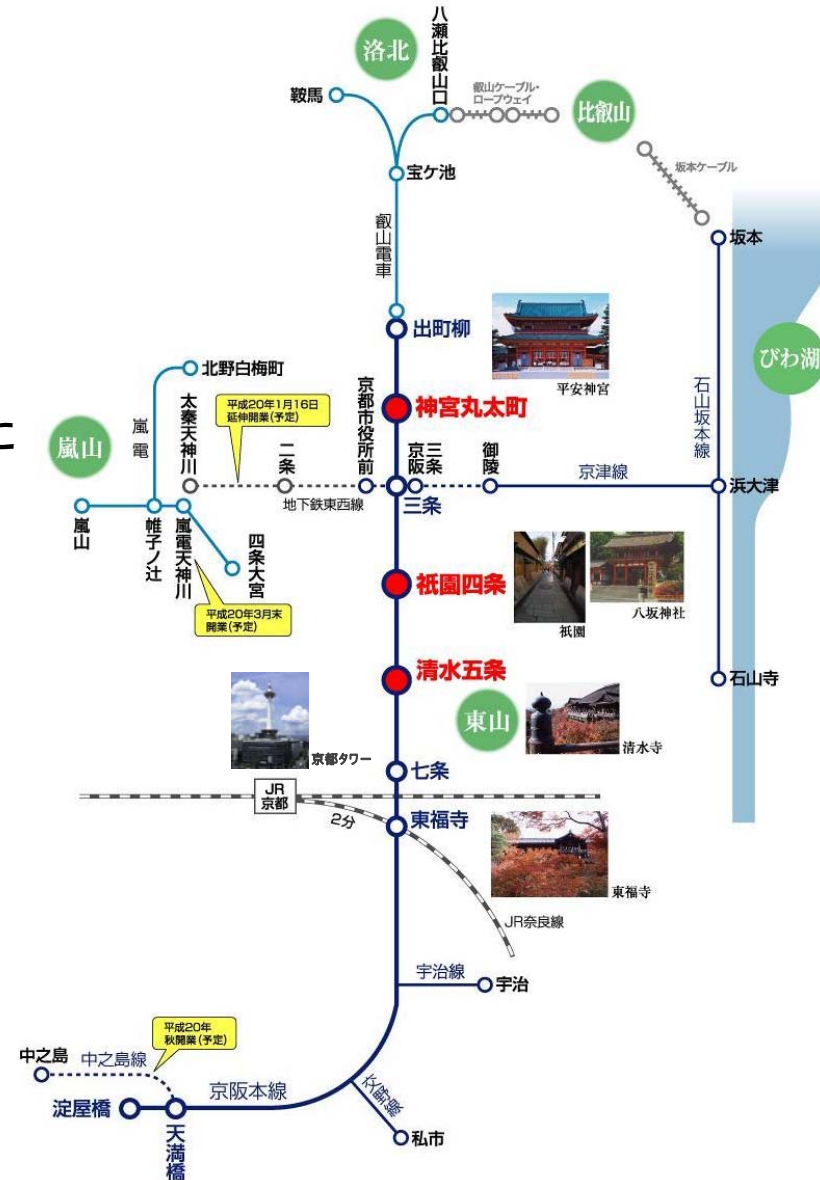 洛北
八瀬比叡山口
鞍馬
叡山ケーブル・
ロープウェイ
比叡山
宝ケ池
坂本ケーブル
坂本
叡山電車
出町柳
平安神宮
びわ湖
北野白梅町
平成20年1月16日
延伸開業(予定)
太秦天神川
嵐電
京都市役所前
神宮丸太町
石山坂本線
た
嵐山
二条
京阪
三条
御陵
京津線
浜大津
地下鉄東西線
三条
嵐山
帷子ノ辻
嵐電天神川
四条大宮
平成20年3月末
開業(予定)
祇園四条
祇園
八坂神社
清水五条
石山寺
東山
清水寺
京都タワー
七条
JR
京都
2分
東福寺
東福寺
JR奈良線
宇治線
宇治
平成20年
秋開業(予定)
中之島
中之島線
京阪本線
交野線
淀屋橋
天満橋
私市